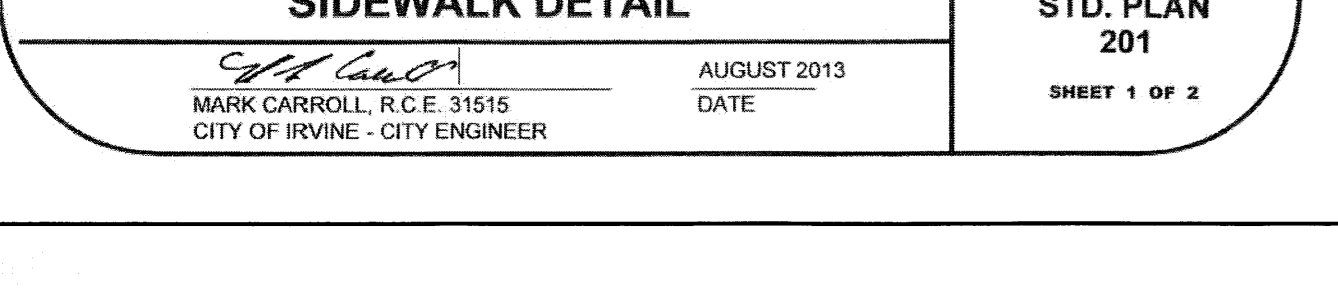 SIDEWALK DETAIL
STD. PLAN
201
SHEET 1 OF 2
AUGUST 2013
MARK CARROLL, R.C.E. 31515
DATE
CITY OF IRVINE - CITY ENGINEER